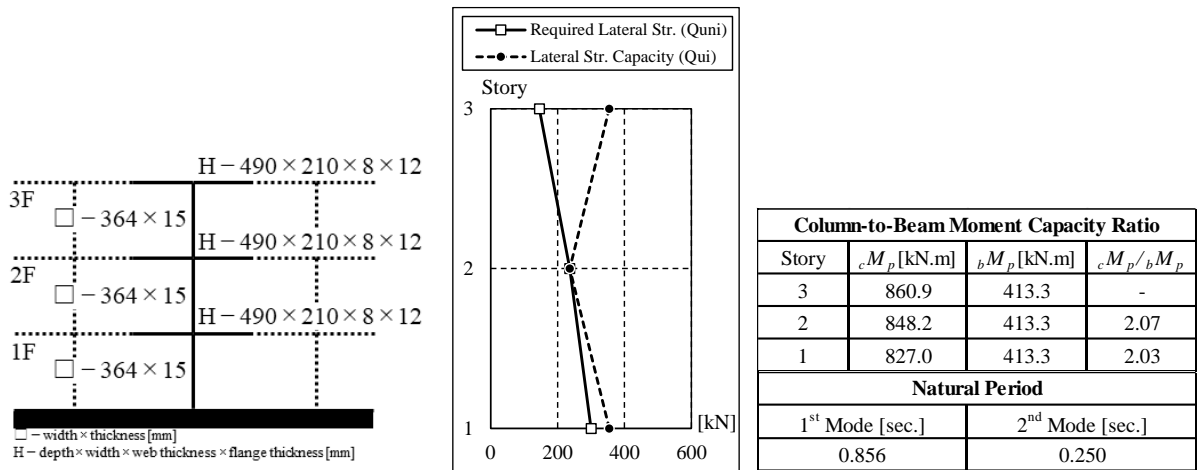 H－490×210×8×12
3F
□－364×15
H－490×210×8×12
2F
□－364×15
H－490×210×8×12
1F
□－364×15
□－width×thickness[mm]
H－depth×width×web thickness×flange thickness[mm]
Required Lateral Str. (Quni)
Lateral Str. Capacity (Qui)
Story
3
2
1
[kN]
0 200 400 600
Column-to-Beam Moment Capacity Ratio
Story cMp[kN.m] bMp[kN.m] cMp/bMp
3 860.9 413.3 -
2 848.2 413.3 2.07
1 827.0 413.3 2.03
Natural Period
1st Mode [sec.] 2nd Mode [sec.]
0.856 0.250